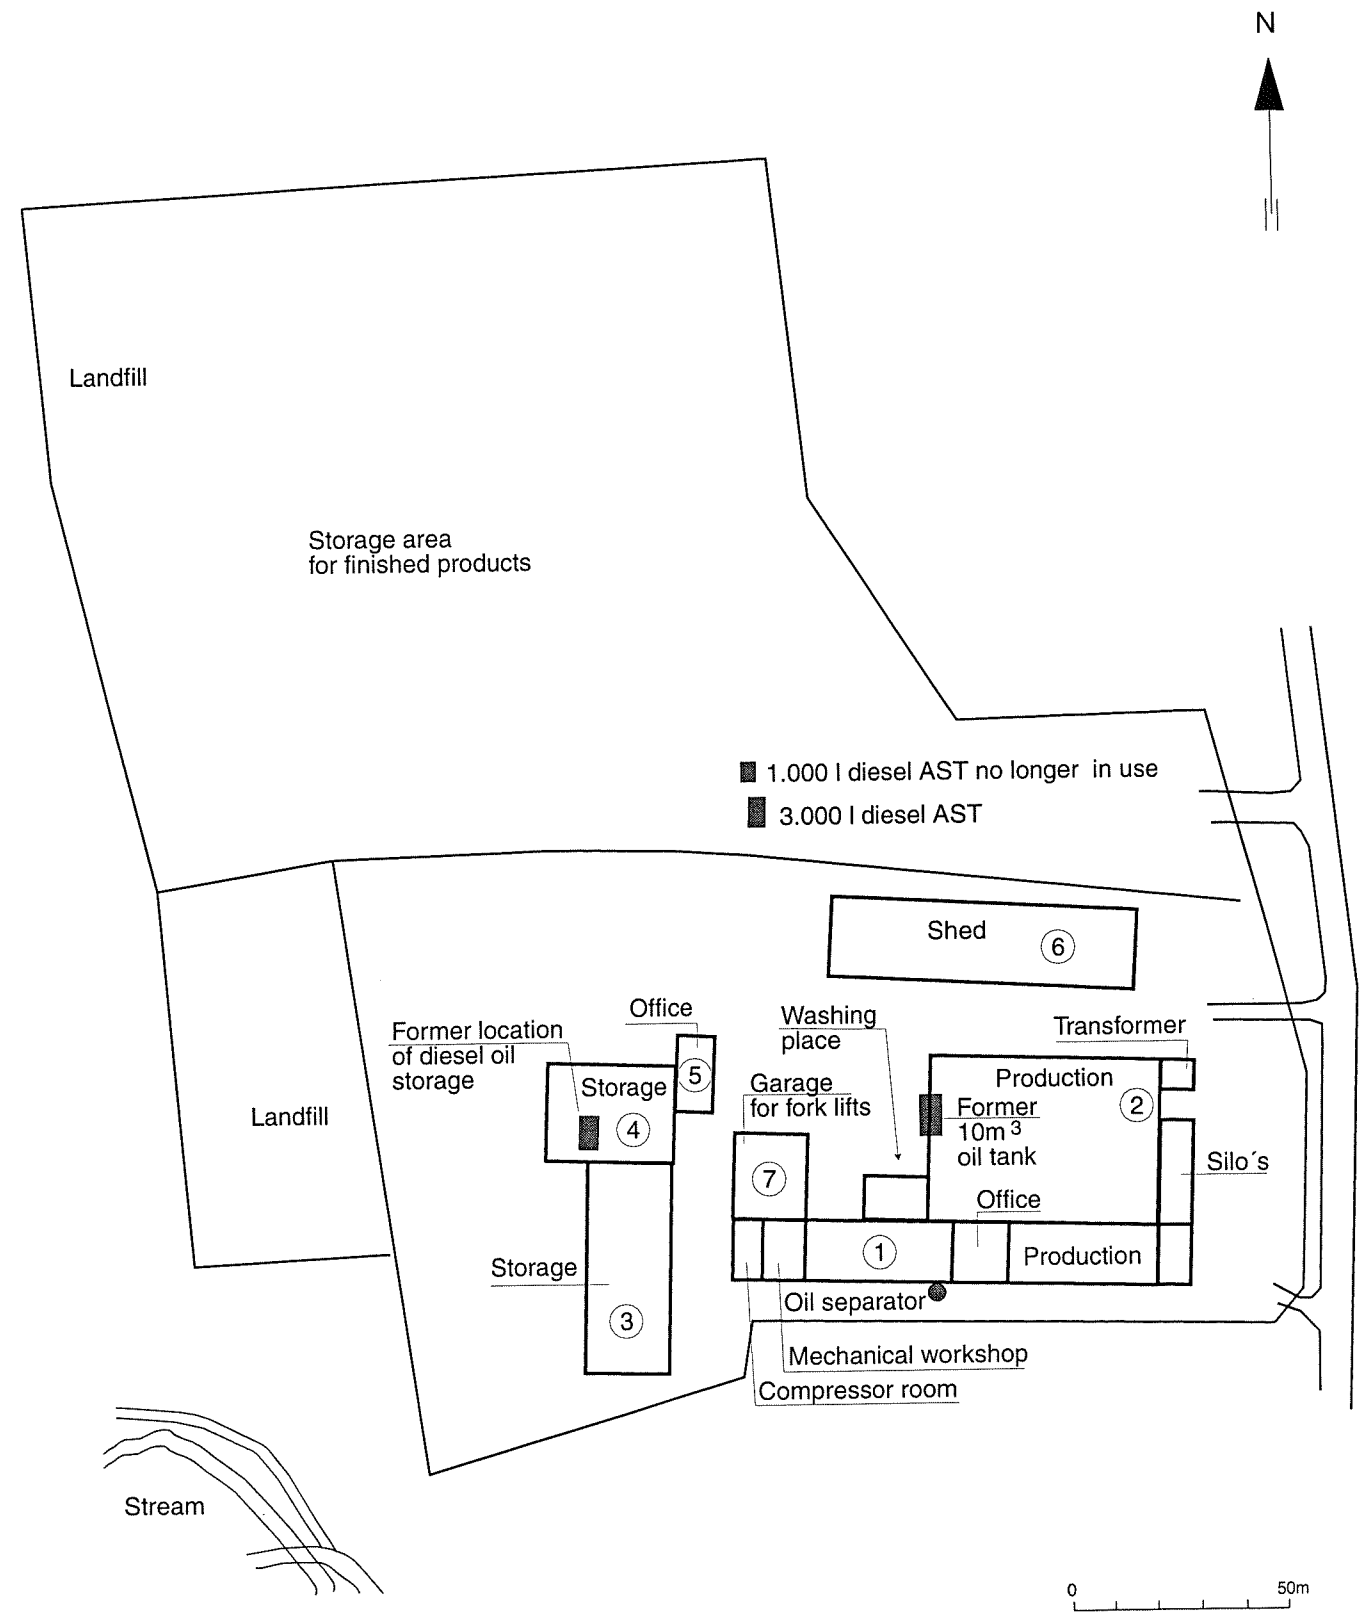 N
Landfill
Storage area
for finished products
1.000 l diesel AST no longer in use
3.000 l diesel AST
Shed
6
Office
Former location
of diesel oil
storage
Washing
place
Transformer
Storage
5
4
Garage
for fork lifts
Production
2
Former
10m3
oil tank
Landfill
7
Office
Silo´s
1
Production
Storage
3
Oil separator
Mechanical workshop
Compressor room
Stream
0 50m